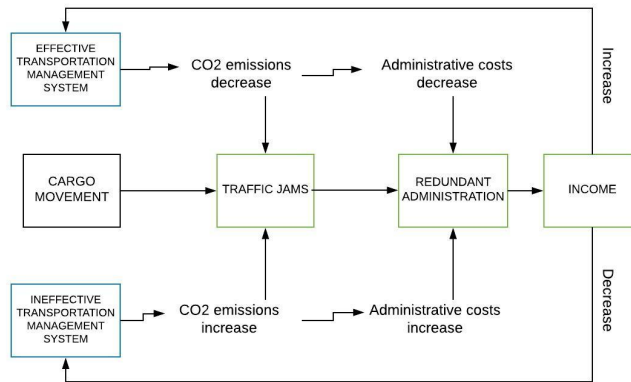 EFFECTIVE
TRANSPORTATION
MANAGEMENT
SYSTEM
CO2 emissions
decrease
Administrative costs
decrease
Increase
CARGO
MOVEMENT
TRAFFIC JAMS
REDUNDANT
ADMINISTRATION
INCOME
INEFFECTIVE
TRANSPORTATION
MANAGEMENT
SYSTEM
CO2 emissions
increase
Administrative costs
increase
Decrease